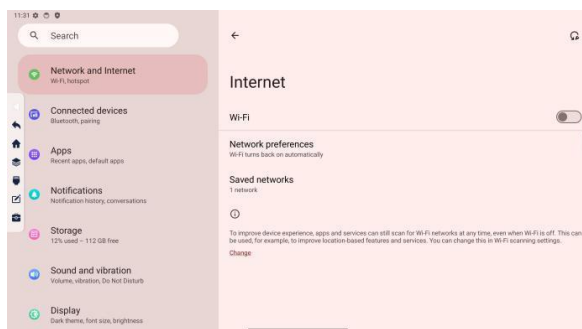 11:31
Search
Network and Internet
Wi-Fi, hotspot
Connected devices
Bluetooth, pairing
Apps
Recent apps, default apps
Notifications
Notification history, conversations
Storage
12% used – 112 GB free
Sound and vibration
Volume, vibration, Do Not Disturb
Display
Dark theme, font size, brightness
Internet
Wi-Fi
Network preferences
Wi-Fi turns back on automatically
Saved networks
1 network
To improve device experience, apps and services can still scan for Wi-Fi networks at any time, even when Wi-Fi is off. This can
be used, for example, to improve location-based features and services. You can change this in Wi-Fi scanning settings.
Change